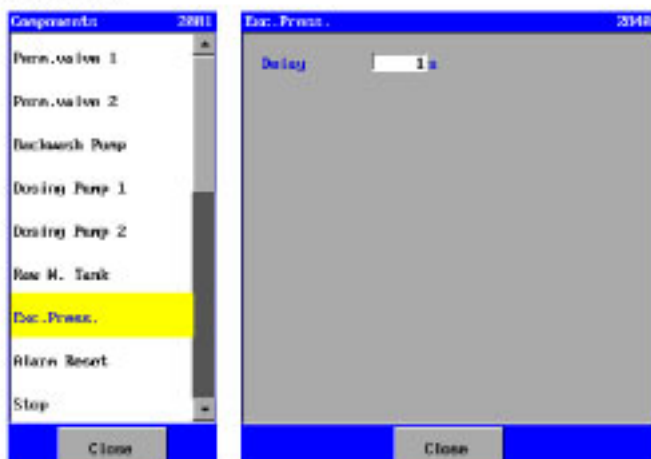 Components 2001
Perm.valve 1
Perm.valve 2
Backwash Pump
Dosing Pump 1
Dosing Pump 2
Raw W. Tank
Exc.Press.
Alarm Reset
Stop
Close
Exc.Press. 2040
Delay 1 s
Close